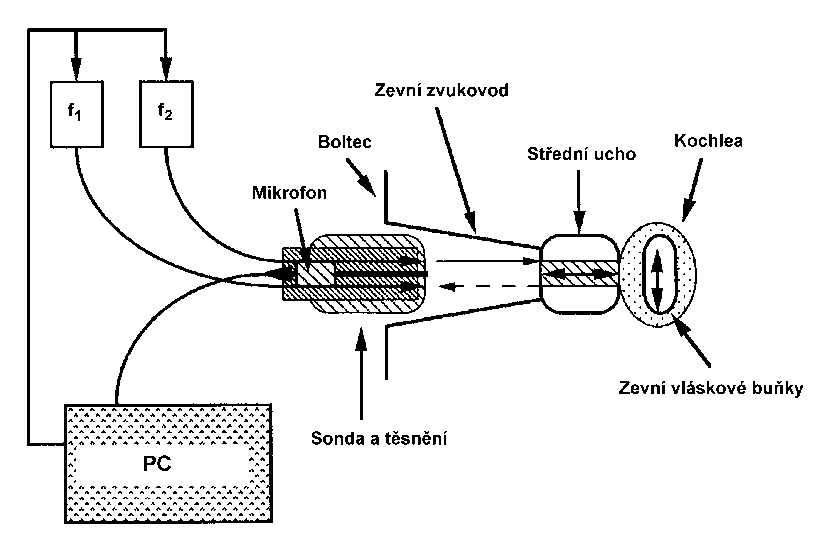 Zevní zvukovod
f1
f2
Boltec
Střední ucho
Kochlea
Mikrofon
Zevní vláskové buňky
Sonda a těsnění
PC